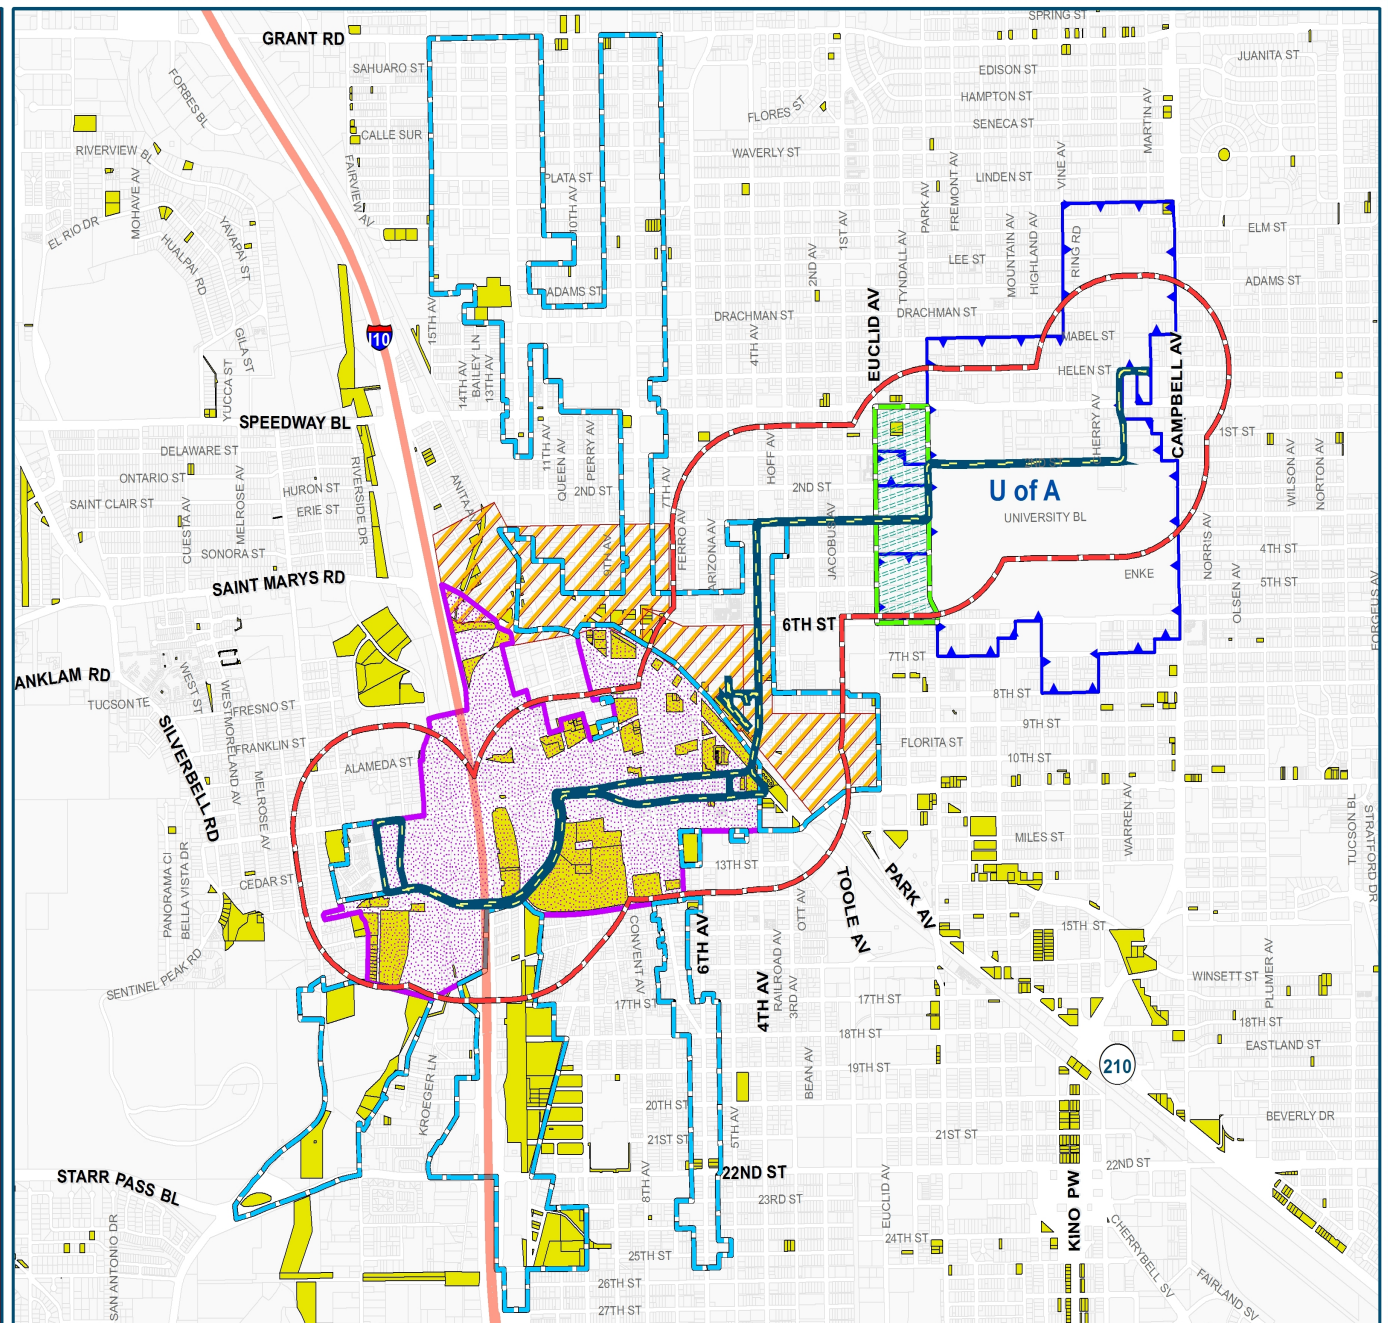 SPRING ST
GRANT RD
JUANITA ST
SAHUARO ST
EDISON ST
FORBES BL
HAMPTON ST
FLORES ST
MARTIN AV
CALLE SUR
SENECA ST
RIVERVIEW BL
WAVERLY ST
FAIRVIEW AV
VINE AV
PLATA ST
LINDEN ST
MOHAVE AV
10TH AV
PARK AV
FREMONT AV
EL RIO DR
YAVAPAI ST
1ST AV
ELM ST
HUALPAI RD
MOUNTAIN AV
HIGHLAND AV
RING RD
2ND AV
TYNDALL AV
LEE ST
ADAMS ST
ADAMS ST
15TH AV
EUCLID AV
DRACHMAN ST
DRACHMAN ST
I10
GILA ST
4TH AV
MABEL ST
14TH AV
BAILEY LN
13TH AV
CAMPBELL AV
YUCCA ST
HELEN ST
SPEEDWAY BL
CHERRY AV
1ST ST
DELAWARE ST
11TH AV
QUEEN AV
PERRY AV
HOFF AV
WILSON AV
NORTON AV
ONTARIO ST
HURON ST
RIVERSIDE DR
ANITA AV
2ND ST
7TH AV
2ND ST
U of A
SAINT CLAIR ST
MELROSE AV
ERIE ST
UNIVERSITY BL
CUESTA AV
FERRO AV
ARIZONA AV
JACOBUS AV
NORRIS AV
SONORA ST
9TH AV
4TH ST
SAINT MARYS RD
ENKE
5TH ST
OLSEN AV
FORGEUS AV
6TH ST
ANKLAM RD
WEST ST
7TH ST
TUCSON TE
WESTMORELAND AV
FRESNO ST
8TH ST
9TH ST
SILVERBELL RD
FRANKLIN ST
FLORITA ST
10TH ST
ALAMEDA ST
MELROSE AV
TUCSON BL
STRATFORD DR
WARREN AV
MILES ST
PANORAMA CI
BELLA VISTA DR
CEDAR ST
13TH ST
TOOLE AV
PARK AV
OTT AV
15TH ST
CONVENT AV
6TH AV
RAILROAD AV
SENTINEL PEAK RD
PLUMER AV
WINSETT ST
4TH AV
3RD AV
17TH ST
17TH ST
18TH ST
18TH ST
EASTLAND ST
KROEGER LN
19TH ST
BEAN AV
210
20TH ST
5TH AV
BEVERLY DR
21ST ST
21ST ST
STARR PASS BL
8TH AV
22ND ST
22ND ST
23RD ST
EUCLID AV
KINO PW
SAN ANTONIO DR
24TH ST
CHERRYBELL SV
25TH ST
26TH ST
FAIRLAND SV
27TH ST